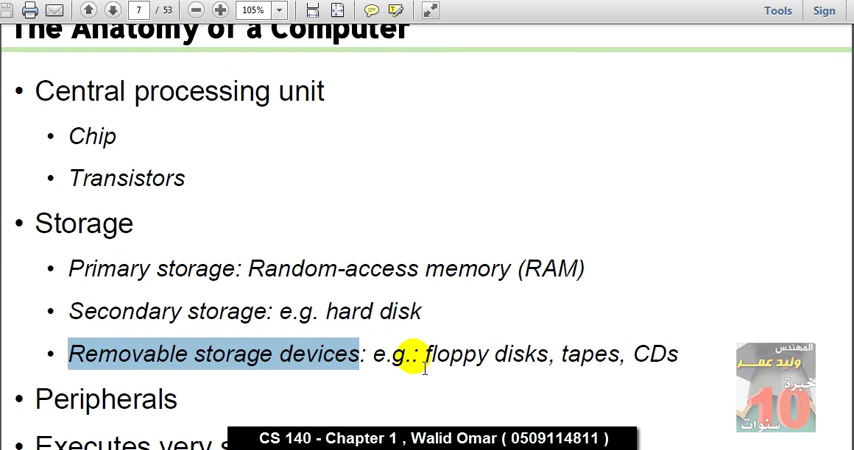 7 / 53 105% Tools Sign
The Anatomy of a Computer
• Central processing unit
• Chip
• Transistors
• Storage
• Primary storage: Random-access memory (RAM)
• Secondary storage: e.g. hard disk
• Removable storage devices: e.g.: floppy disks, tapes, CDs
• Peripherals
• Executes very s
CS 140 - Chapter 1 , Walid Omar ( 0509114811 )
المهندس
وليد عمر
خبرة
10
سنوات